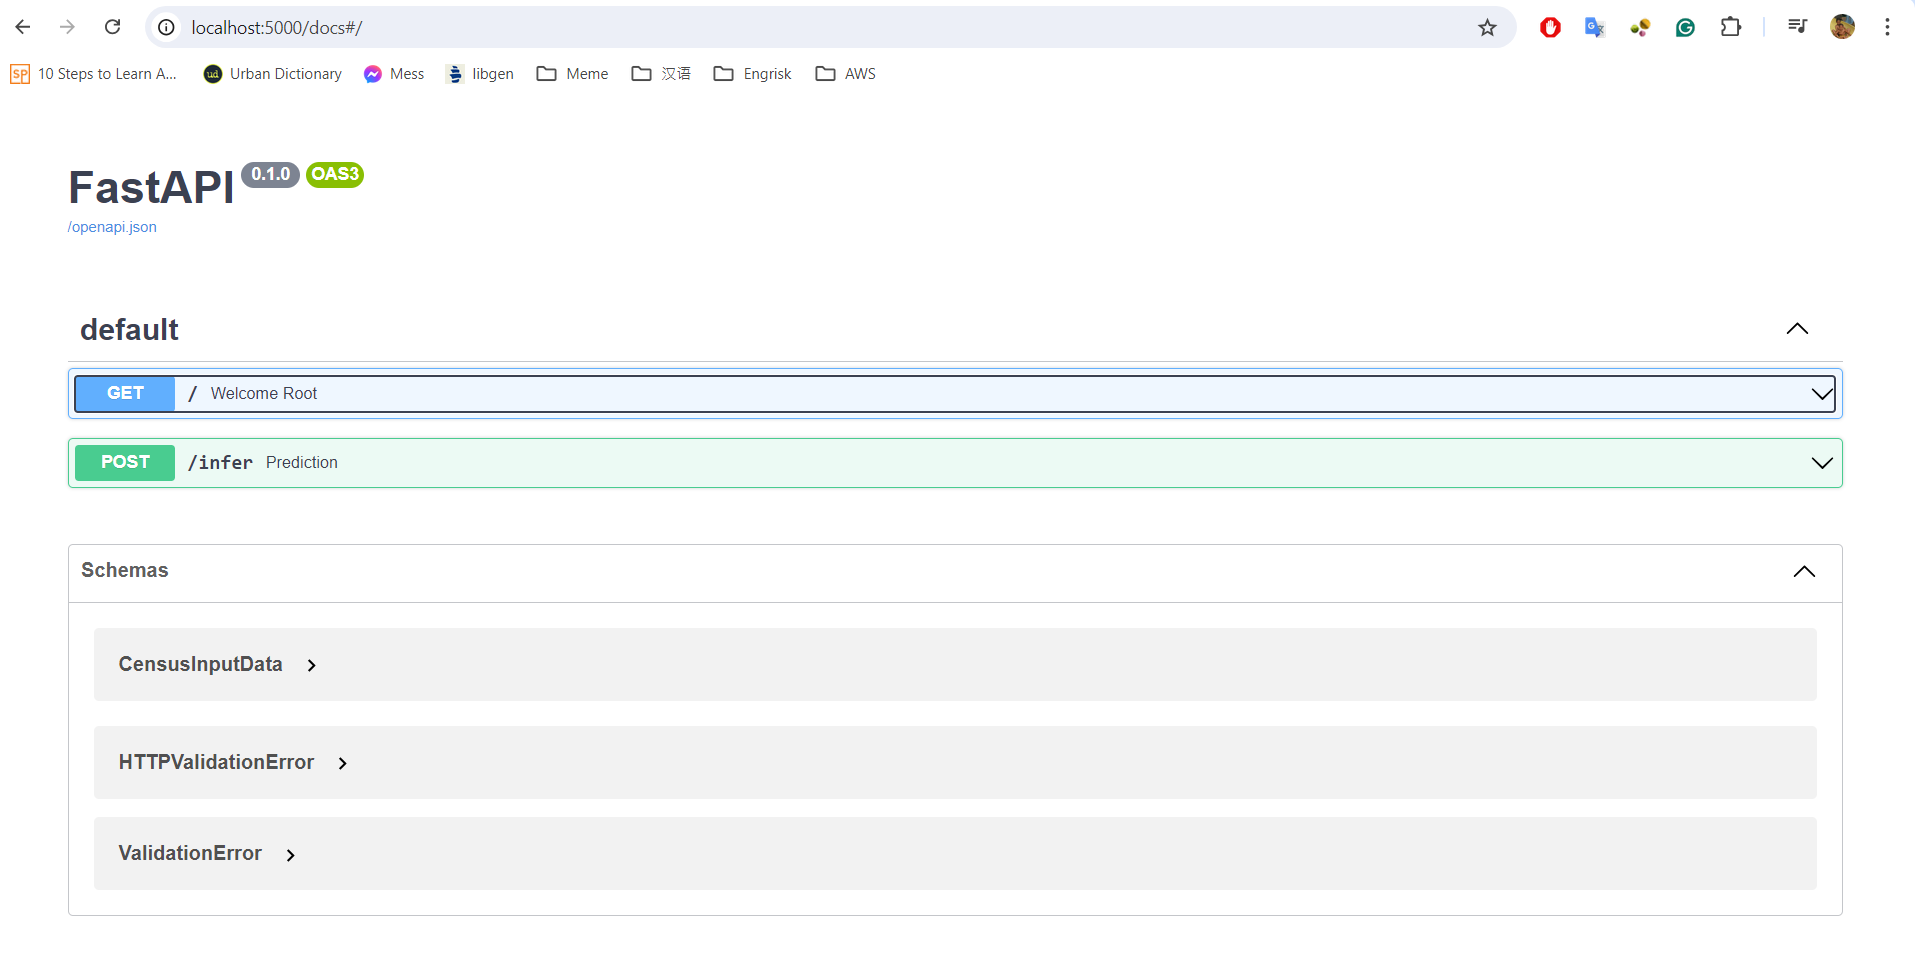 localhost:5000/docs#/
10 Steps to Learn A... Urban Dictionary Mess libgen Meme 汉语 Engrisk AWS
FastAPI 0.1.0 OAS3
/openapi.json
default
GET / Welcome Root
POST /infer Prediction
Schemas
CensusInputData
HTTPValidationError
ValidationError